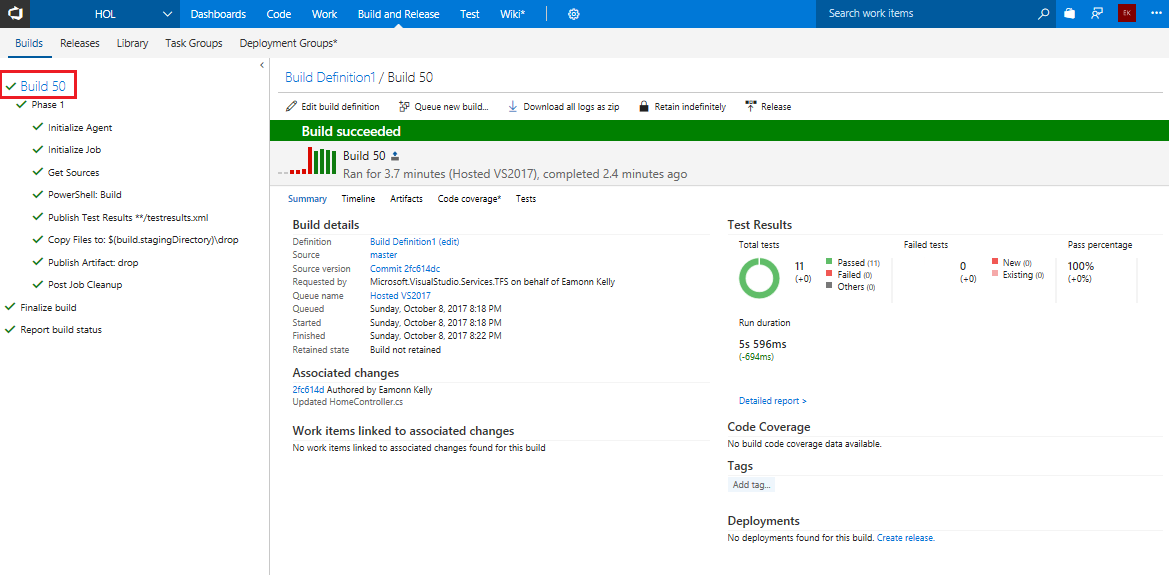 HOL Dashboards Code Work Build and Release Test Wiki* Search work items EK
Builds Releases Library Task Groups Deployment Groups*
Build 50
Phase 1
Initialize Agent
Initialize Job
Get Sources
PowerShell: Build
Publish Test Results **/testresults.xml
Copy Files to: $(build.stagingDirectory)\drop
Publish Artifact: drop
Post Job Cleanup
Finalize build
Report build status
Build Definition1 / Build 50
Edit build definition Queue new build... Download all logs as zip Retain indefinitely Release
Build succeeded
Build 50
Ran for 3.7 minutes (Hosted VS2017), completed 2.4 minutes ago
Summary Timeline Artifacts Code coverage* Tests
Build details
Definition Build Definition1 (edit)
Source master
Source version Commit 2fc614dc
Requested by Microsoft.VisualStudio.Services.TFS on behalf of Eamonn Kelly
Queue name Hosted VS2017
Queued Sunday, October 8, 2017 8:18 PM
Started Sunday, October 8, 2017 8:18 PM
Finished Sunday, October 8, 2017 8:22 PM
Retained state Build not retained
Associated changes
2fc614d Authored by Eamonn Kelly
Updated HomeController.cs
Work items linked to associated changes
No work items linked to associated changes found for this build
Test Results
Total tests Failed tests Pass percentage
11 Passed (11) 0 New (0) 100%
(+0) Failed (0) (+0) Existing (0) (+0%)
Others (0)
Run duration
5s 596ms
(-694ms)
Detailed report >
Code Coverage
No build code coverage data available.
Tags
Add tag...
Deployments
No deployments found for this build. Create release.